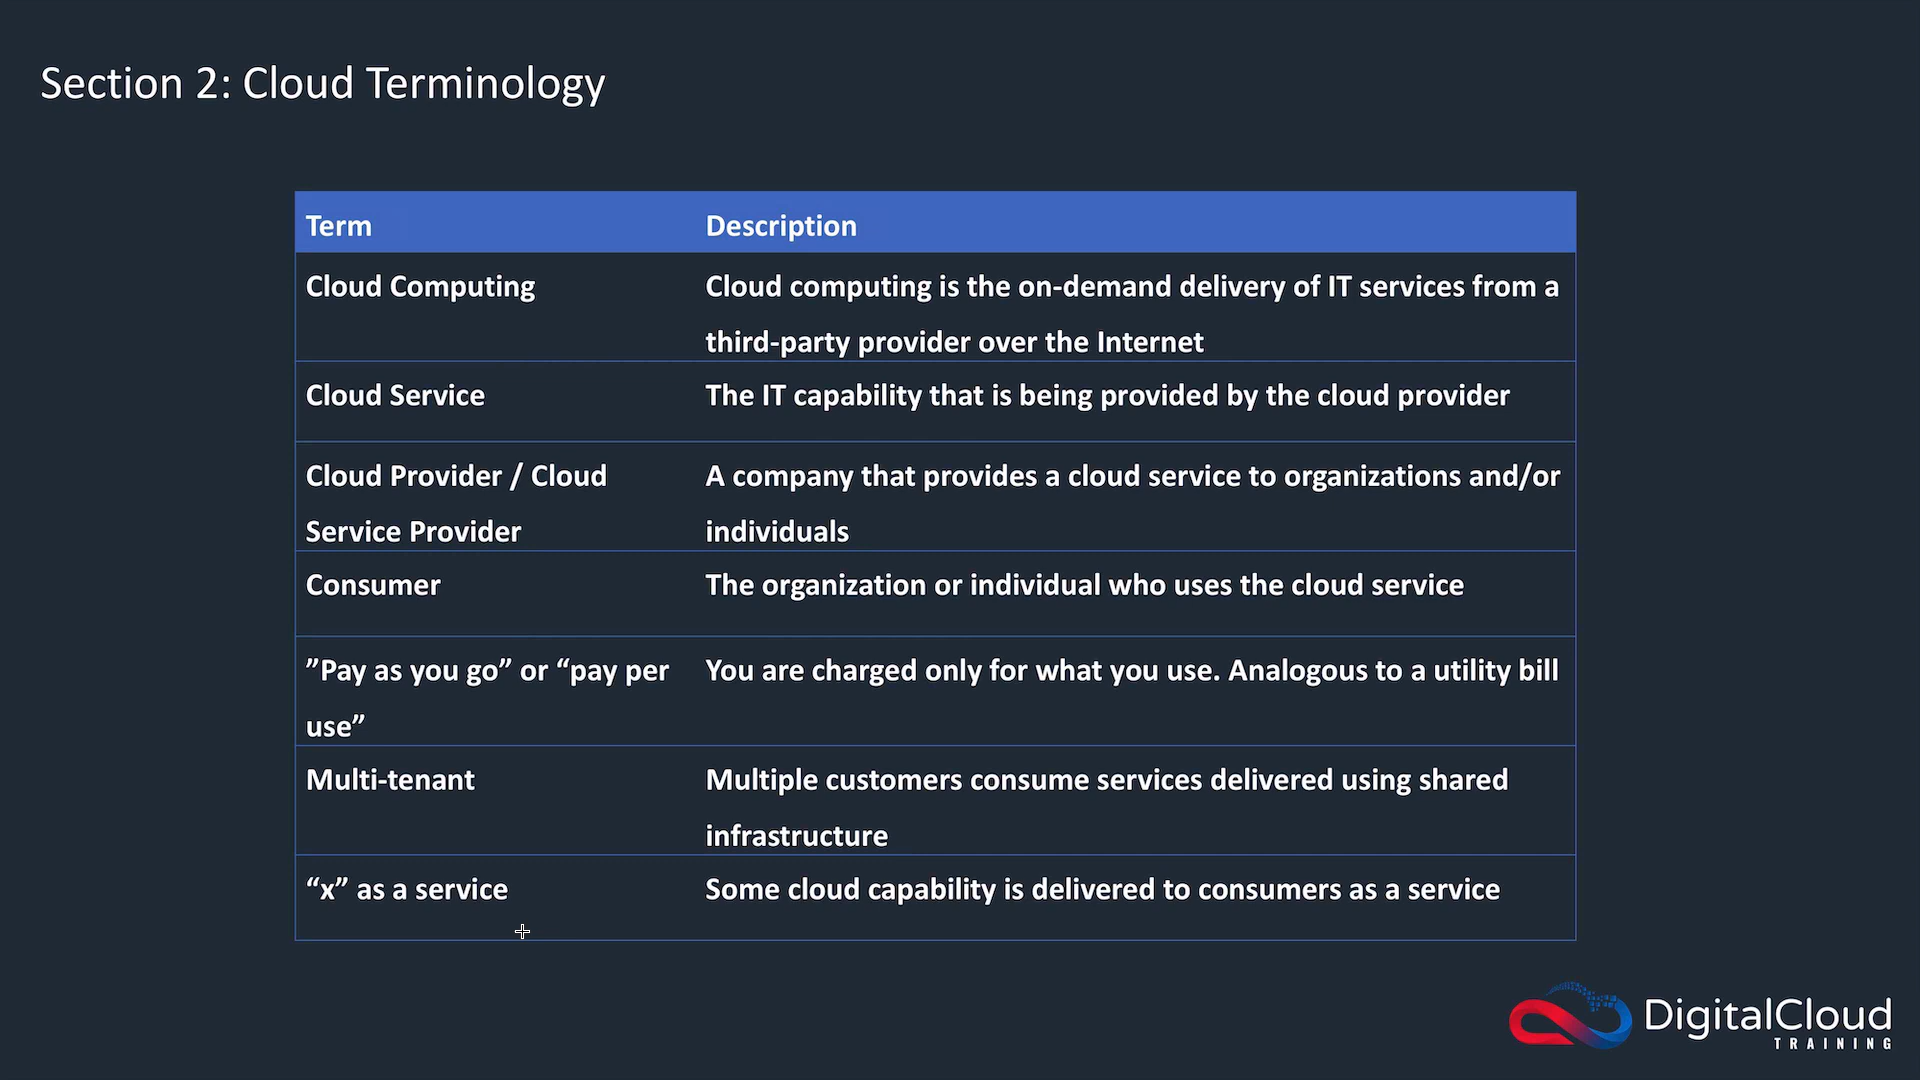 Section 2: Cloud Terminology
Term
Description
Cloud Computing
Cloud computing is the on-demand delivery of IT services from a
third-party provider over the Internet
Cloud Service
The IT capability that is being provided by the cloud provider
Cloud Provider / Cloud
Service Provider
A company that provides a cloud service to organizations and/or
individuals
Consumer
The organization or individual who uses the cloud service
”Pay as you go” or “pay per
use”
You are charged only for what you use. Analogous to a utility bill
Multi-tenant
Multiple customers consume services delivered using shared
infrastructure
“x” as a service
Some cloud capability is delivered to consumers as a service
DigitalCloud
TRAINING